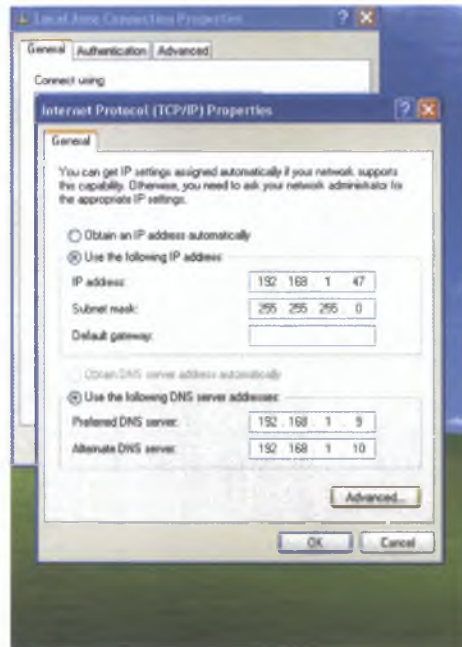 Local Area Connection Properties
General Authentication Advanced
Connect using:
Internet Protocol (TCP/IP) Properties
General
You can get IP settings assigned automatically if your network supports
this capability. Otherwise, you need to ask your network administrator for
the appropriate IP settings.
Obtain an IP address automatically
Use the following IP address:
IP address: 192 . 168 . 1 . 47
Subnet mask: 255 . 255 . 255 . 0
Default gateway:
Obtain DNS server address automatically
Use the following DNS server addresses:
Preferred DNS server: 192 . 168 . 1 . 9
Alternate DNS server: 192 . 168 . 1 . 10
Advanced...
OK Cancel